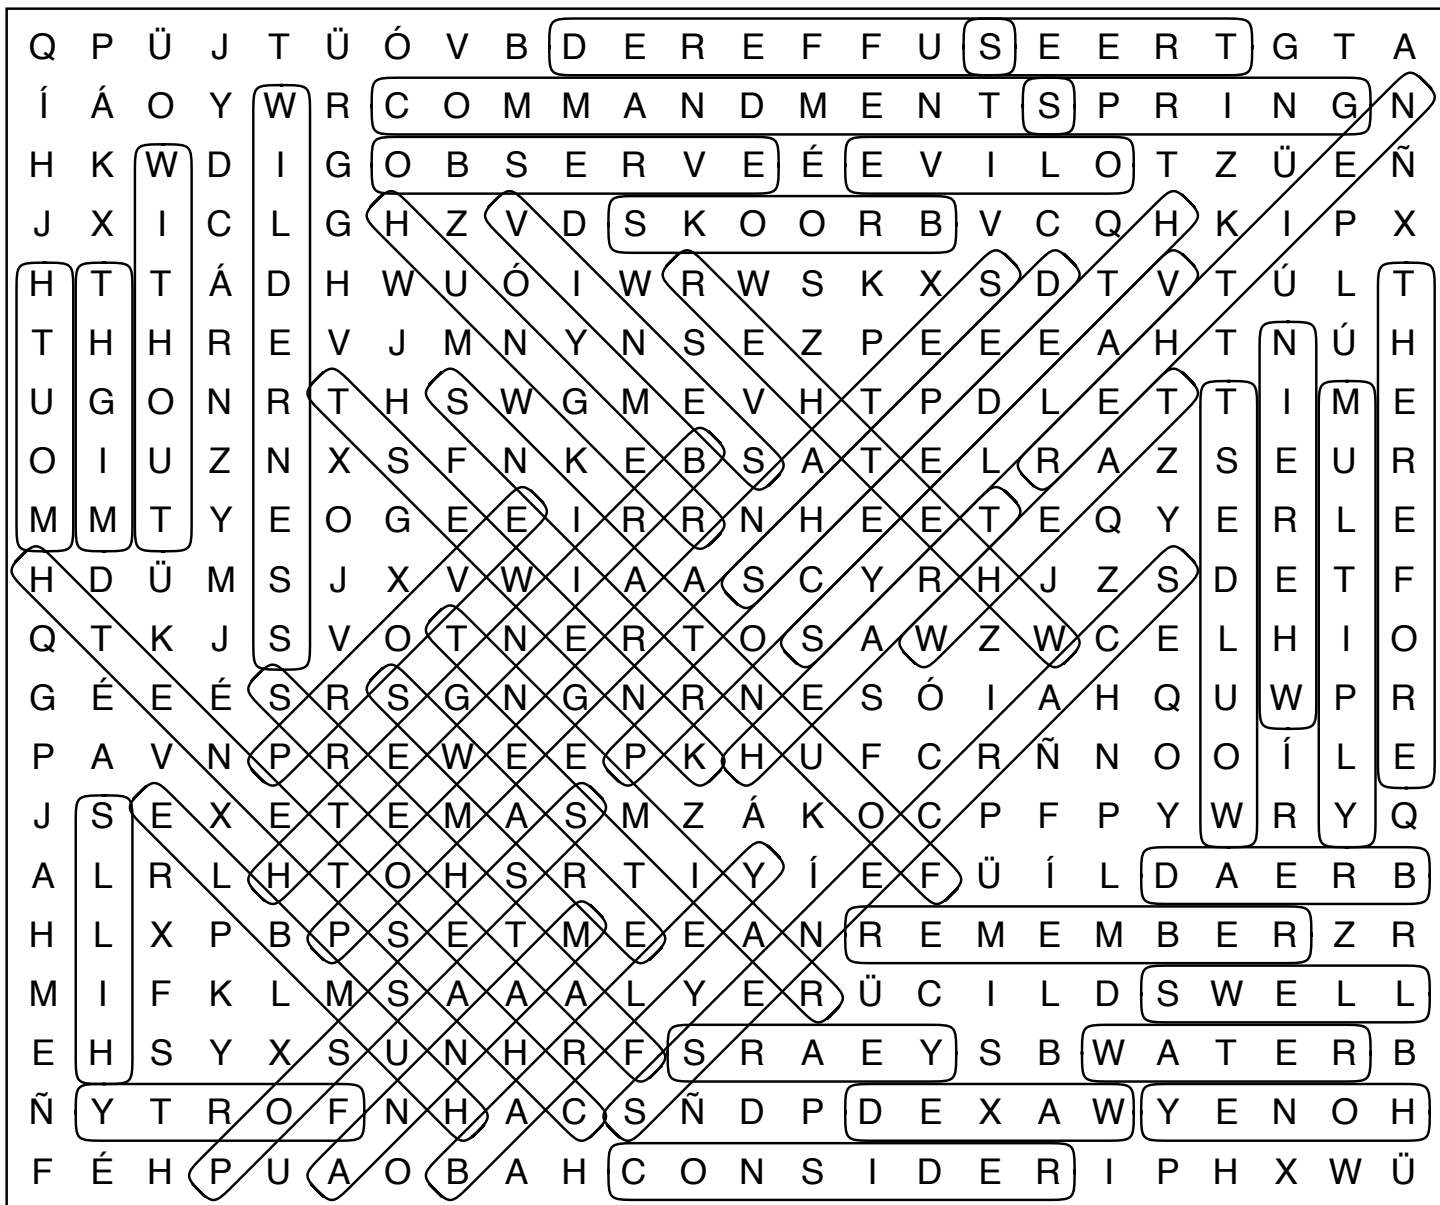 Q P Ü J T Ü Ó V B D E R E F F U S E E R T G T A
Í Á O Y W R C O M M A N D M E N T S P R I N G N
H K W D I G O B S E R V E É E V I L O T Z Ü E Ñ
J X I C L G H Z V D S K O O R B V C Q H K I P X
H T T Á D H W U Ó I W R W S K X S D T V T Ú L T
T H H R E V J M N Y N S E Z P E E E A H T N Ú H
U G O N R T H S W G M E V H T P D L E T T I M E
O I U Z N X S F N K E B S A T E L R A Z S E U R
M M T Y E O G E E I R R N H E E T E Q Y E R L E
H D Ü M S J X V W I A A S C Y R H J Z S D E T F
Q T K J S V O T N E R T O S A W Z W C E L H I O
G É E É S R S G N G N R N E S Ó I A H Q U W P R
P A V N P R E W E E P K H U F C R Ñ N O O Í L E
J S E X E T E M A S M Z Á K O C P F P Y W R Y Q
A L R L H T O H S R T I Y Í E F Ü Í L D A E R B
H L X P B P S E T M E E A N R E M E M B E R Z R
M I F K L M S A A A L Y E R Ü C I L D S W E L L
E H S Y X S U N H R F S R A E Y S B W A T E R B
Ñ Y T R O F N H A C S Ñ D P D E X A W Y E N O H
F É H P U A O B A H C O N S I D E R I P H X W Ü